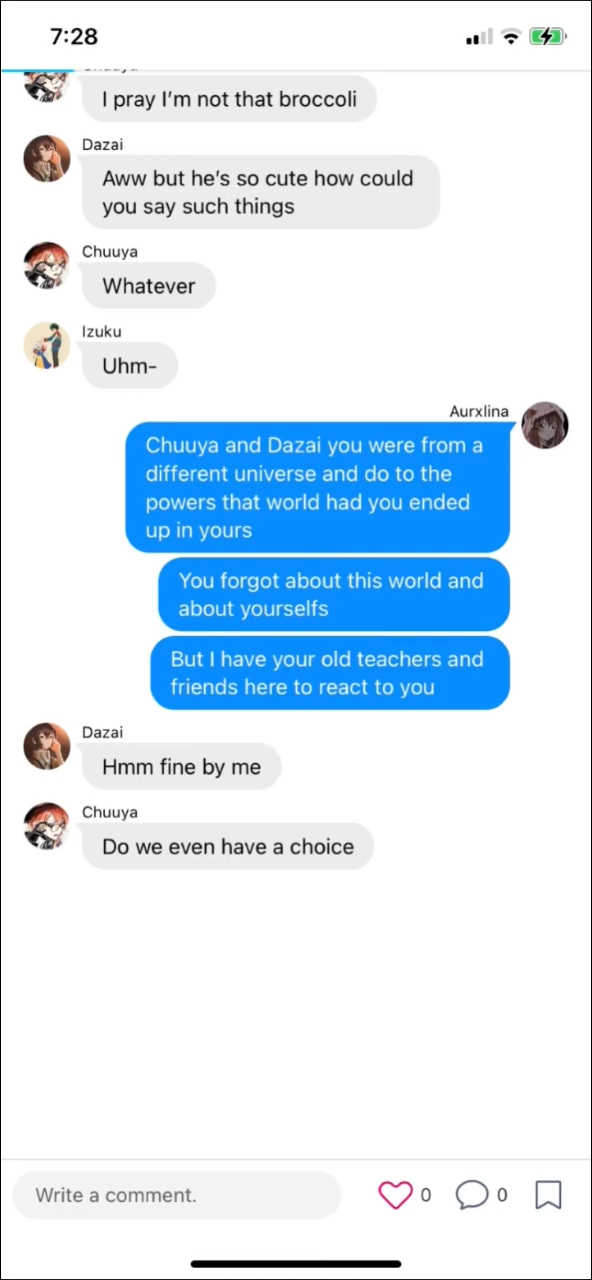 7:28
I pray I'm not that broccoli
Dazai
Aww but he's so cute how could
you say such things
Chuuya
Whatever
Izuku
Uhm-
Aurxlina
Chuuya and Dazai you were from a
different universe and do to the
powers that world had you ended
up in yours
You forgot about this world and
about yourselfs
But I have your old teachers and
friends here to react to you
Dazai
Hmm fine by me
Chuuya
Do we even have a choice
Write a comment.
0
0